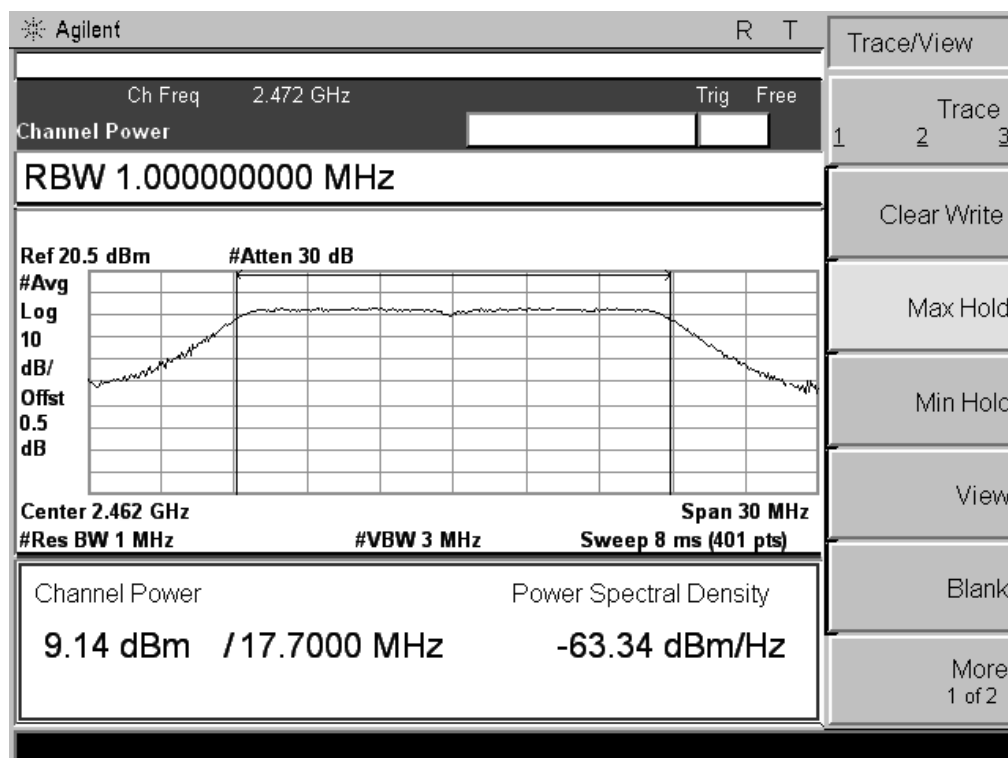 Agilent R T
Trace/View
Ch Freq 2.472 GHz Trig Free
Channel Power
Trace
1 2 3
RBW 1.000000000 MHz
Clear Write
Ref 20.5 dBm #Atten 30 dB
#Avg
Log
10
dB/
Offst
0.5
dB
Max Hold
Min Hold
Center 2.462 GHz Span 30 MHz
#Res BW 1 MHz #VBW 3 MHz Sweep 8 ms (401 pts)
View
Channel Power Power Spectral Density
9.14 dBm / 17.7000 MHz -63.34 dBm/Hz
Blank
More
1 of 2